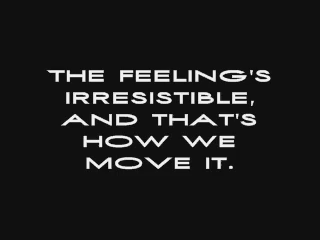 THE FEELING'S
IRRESISTIBLE,
AND THAT'S
HOW WE
MOVE IT.